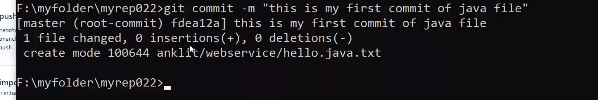 F:\myfolder\myrep022>git commit -m "this is my first commit of java file"
[master (root-commit) fdea12a] this is my first commit of java file
1 file changed, 0 insertions(+), 0 deletions(-)
create mode 100644 anklit/webservice/hello.java.txt
F:\myfolder\myrep022>